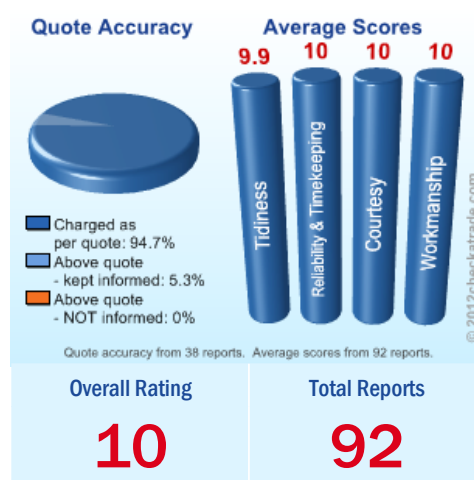 Quote Accuracy
Average Scores
9.9
10
10
10
Tidiness
Reliability & Timekeeping
Courtesy
Workmanship
Charged as
per quote: 94.7%
Above quote
- kept informed: 5.3%
Above quote
- NOT informed: 0%
© 2012checkatrade.com
Quote accuracy from 38 reports. Average scores from 92 reports.
Overall Rating
Total Reports
10
92